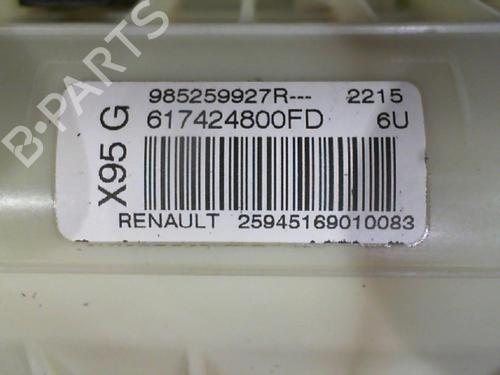 B-PARTS
985259927R--- 2215
617424800FD 6U
X95 G
RENAULT 25945169010083